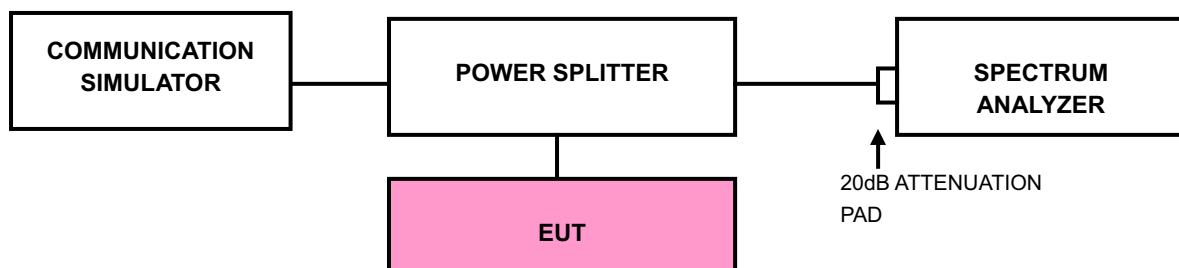 COMMUNICATION
SIMULATOR
POWER SPLITTER
SPECTRUM
ANALYZER
20dB ATTENUATION
PAD
EUT